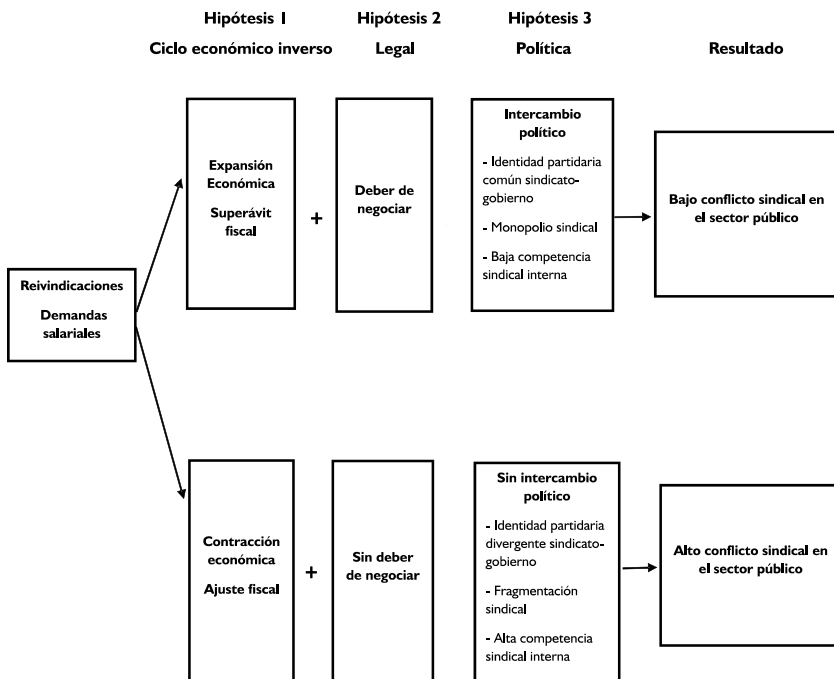 Hipótesis 1
Ciclo económico inverso
Hipótesis 2
Legal
Hipótesis 3
Política
Resultado
Reivindicaciones
Demandas
salariales
Expansión
Económica
Superávit
fiscal
+
Deber de
negociar
Intercambio
político
- Identidad partidaria
común sindicato-
gobierno
- Monopolio sindical
- Baja competencia
sindical interna
Bajo conflicto sindical en
el sector público
Contracción
económica
Ajuste fiscal
+
Sin deber
de negociar
Sin intercambio
político
- Identidad partidaria
divergente sindicato-
gobierno
- Fragmentación
sindical
- Alta competencia
sindical interna
Alto conflicto sindical en
el sector público